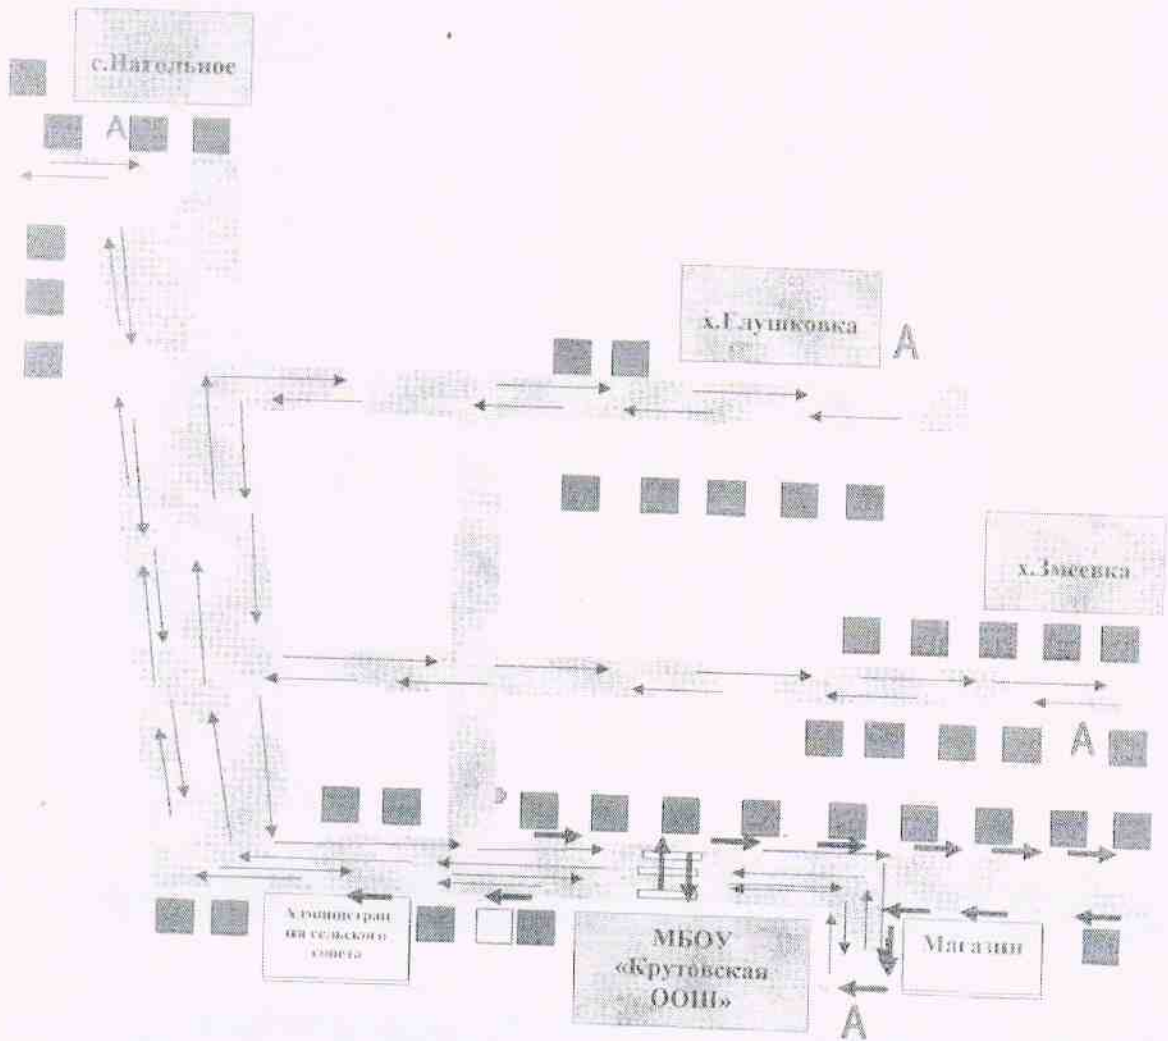 с.Нагольное
А
х.Глушковка
А
х.Змеевка
А
Администрац
ия сельского
совета
МБОУ
«Крутовская
ООШ»
Магазин
А